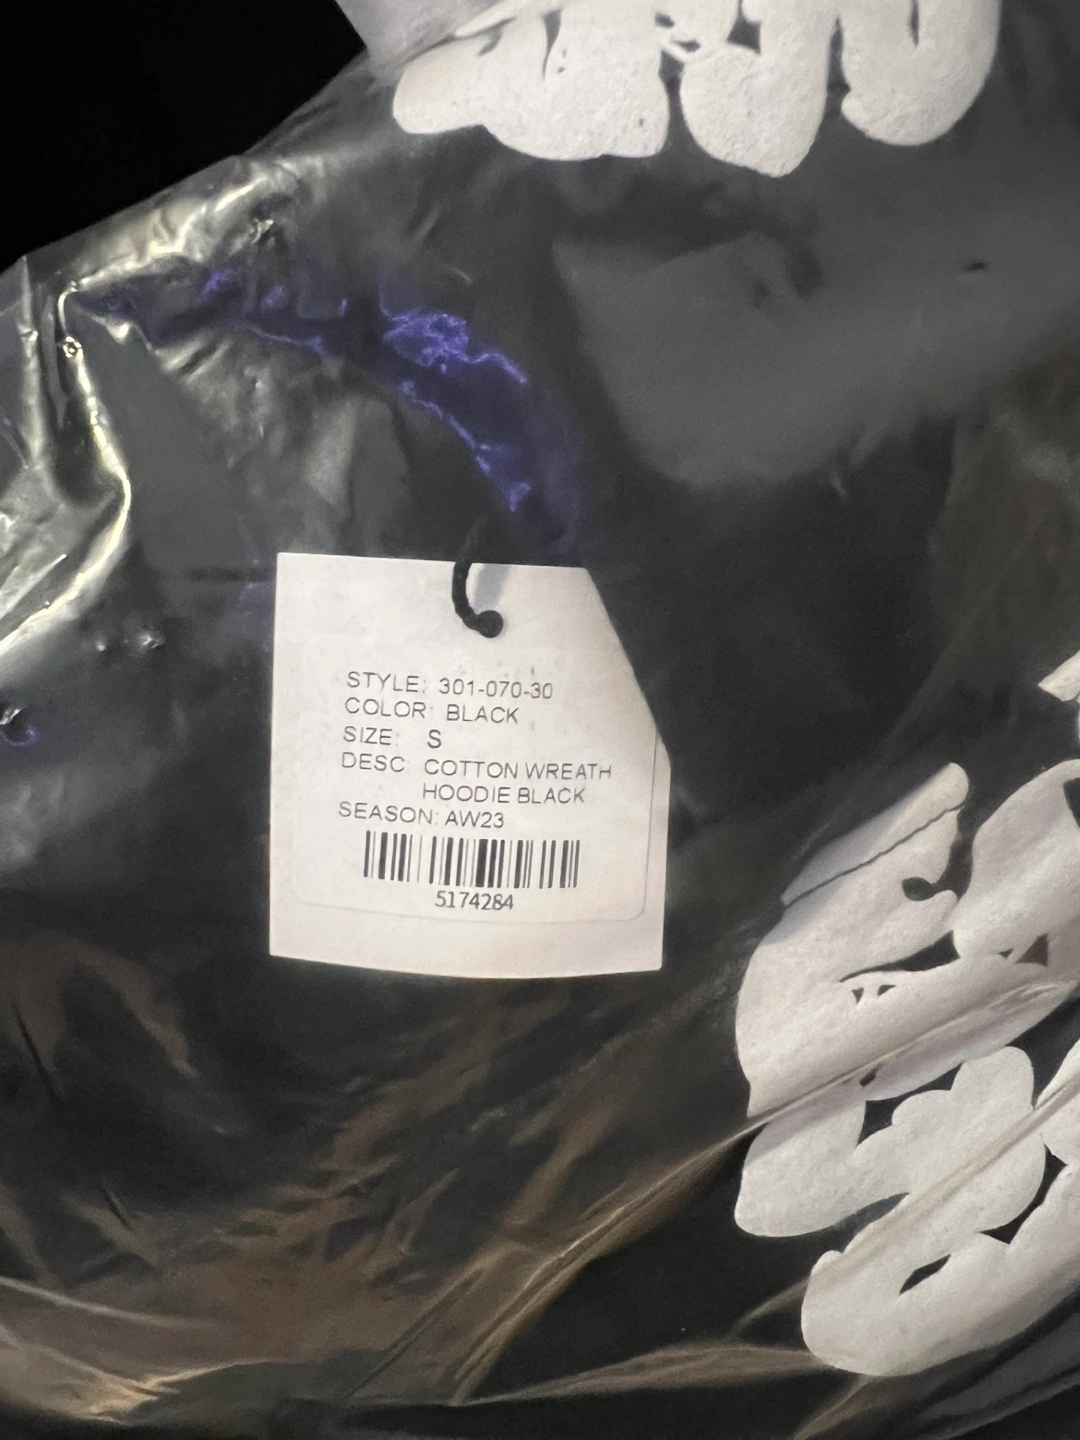 STYLE: 301-070-30
COLOR: BLACK
SIZE: S
DESC COTTON WREATH
HOODIE BLACK
SEASON: AW23
5174284